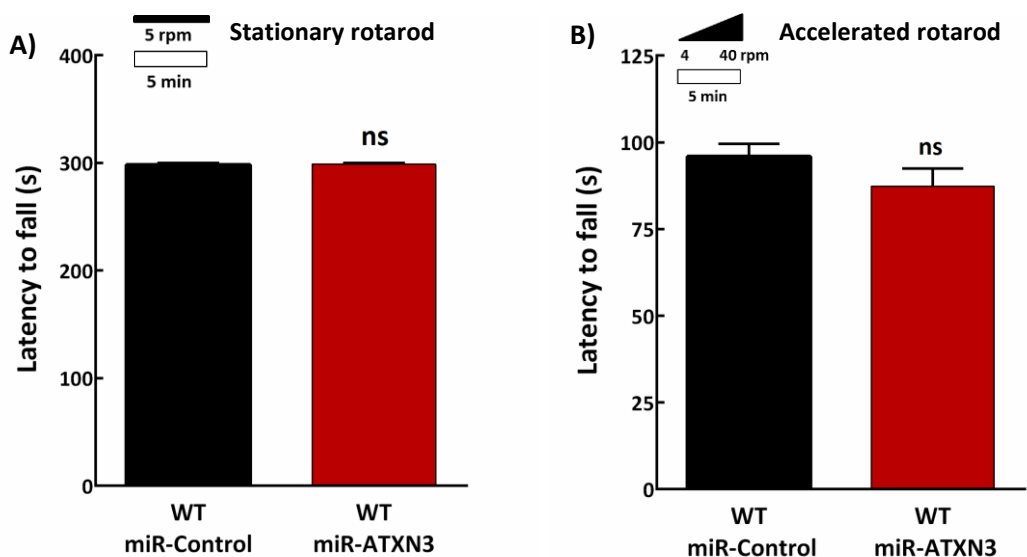 A)
5 rpm
5 min
Stationary rotarod
400
300
200
100
0
Latency to fall (s)
ns
WT
miR-Control
WT
miR-ATXN3
B)
4 40 rpm
5 min
Accelerated rotarod
125
100
75
50
25
0
Latency to fall (s)
ns
WT
miR-Control
WT
miR-ATXN3